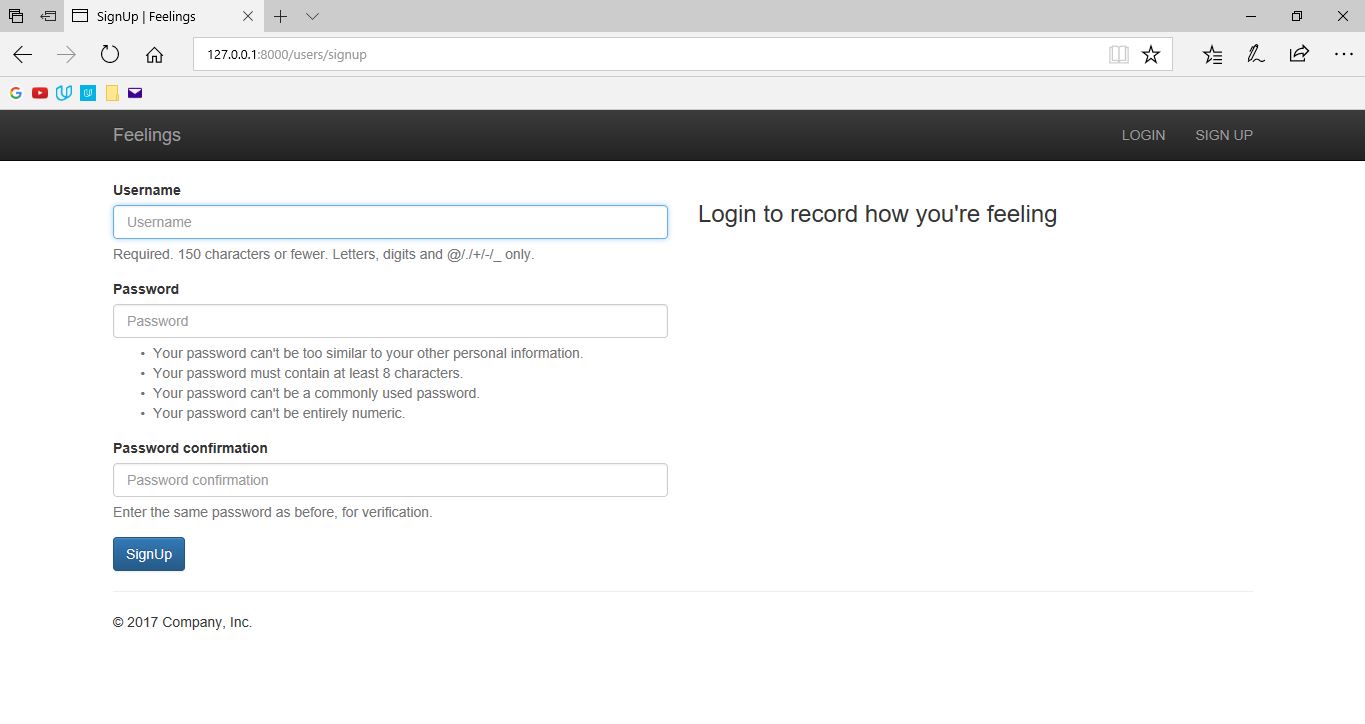 SignUp | Feelings
127.0.0.1:8000/users/signup
Feelings
LOGIN
SIGN UP
Username
Username
Required. 150 characters or fewer. Letters, digits and @/./+/-/_ only.
Login to record how you're feeling
Password
Password
• Your password can't be too similar to your other personal information.
• Your password must contain at least 8 characters.
• Your password can't be a commonly used password.
• Your password can't be entirely numeric.
Password confirmation
Password confirmation
Enter the same password as before, for verification.
SignUp
© 2017 Company, Inc.